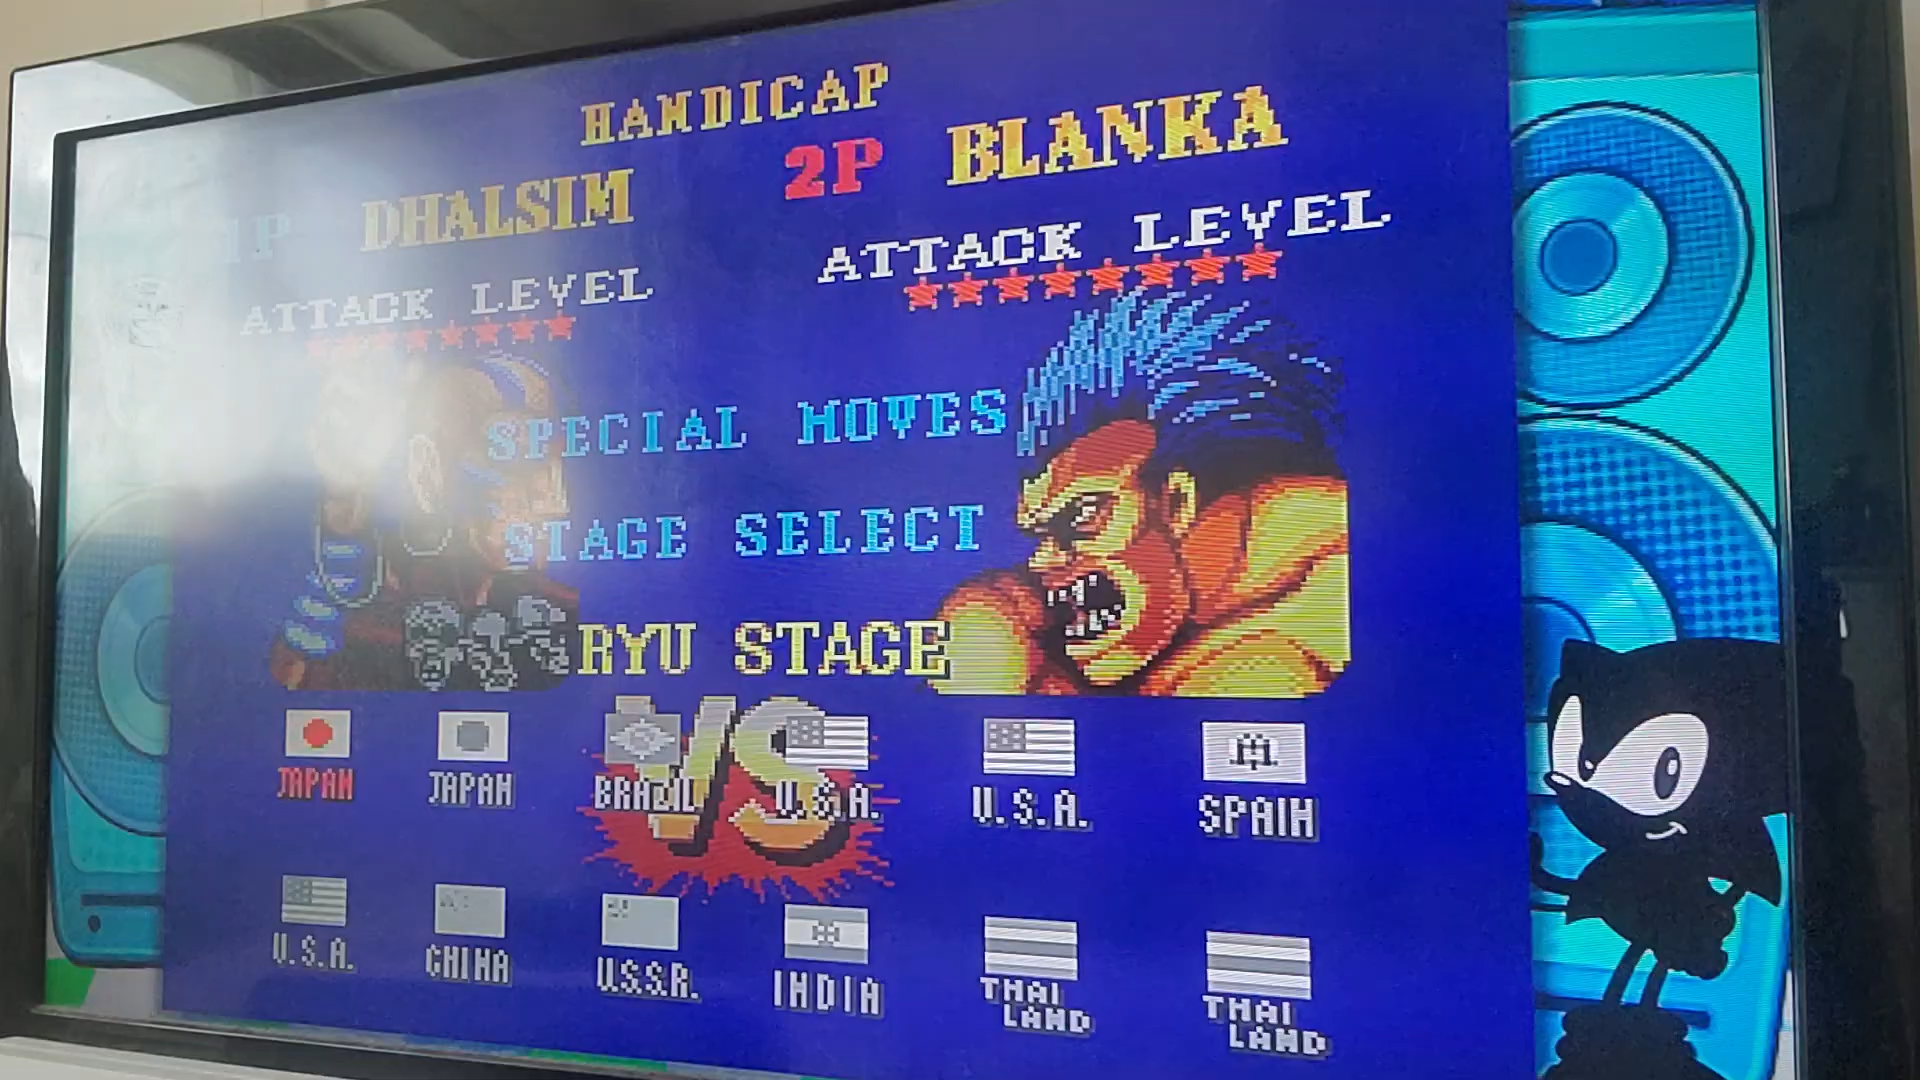 HANDICAP
1P DHALSIM
2P BLANKA
ATTACK LEVEL
ATTACK LEVEL
SPECIAL MOVES
STAGE SELECT
RYU STAGE
VS
JAPAN JAPAN BRAZIL U.S.A. U.S.A. SPAIN
U.S.A. CHINA U.S.S.R. INDIA THAI LAND THAI LAND